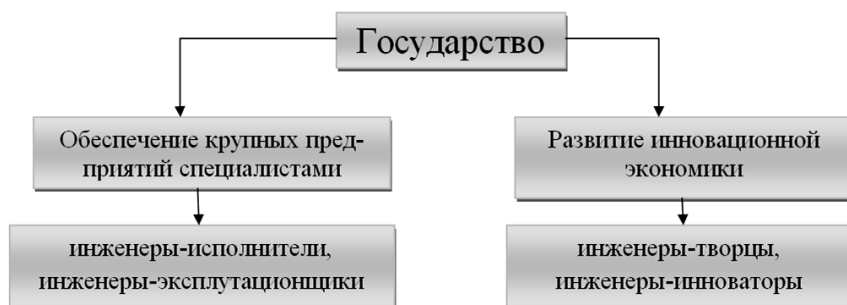 Государство
Обеспечение крупных пред-
приятий специалистами
Развитие инновационной
экономики
инженеры-исполнители,
инженеры-эксплутационщики
инженеры-творцы,
инженеры-инноваторы